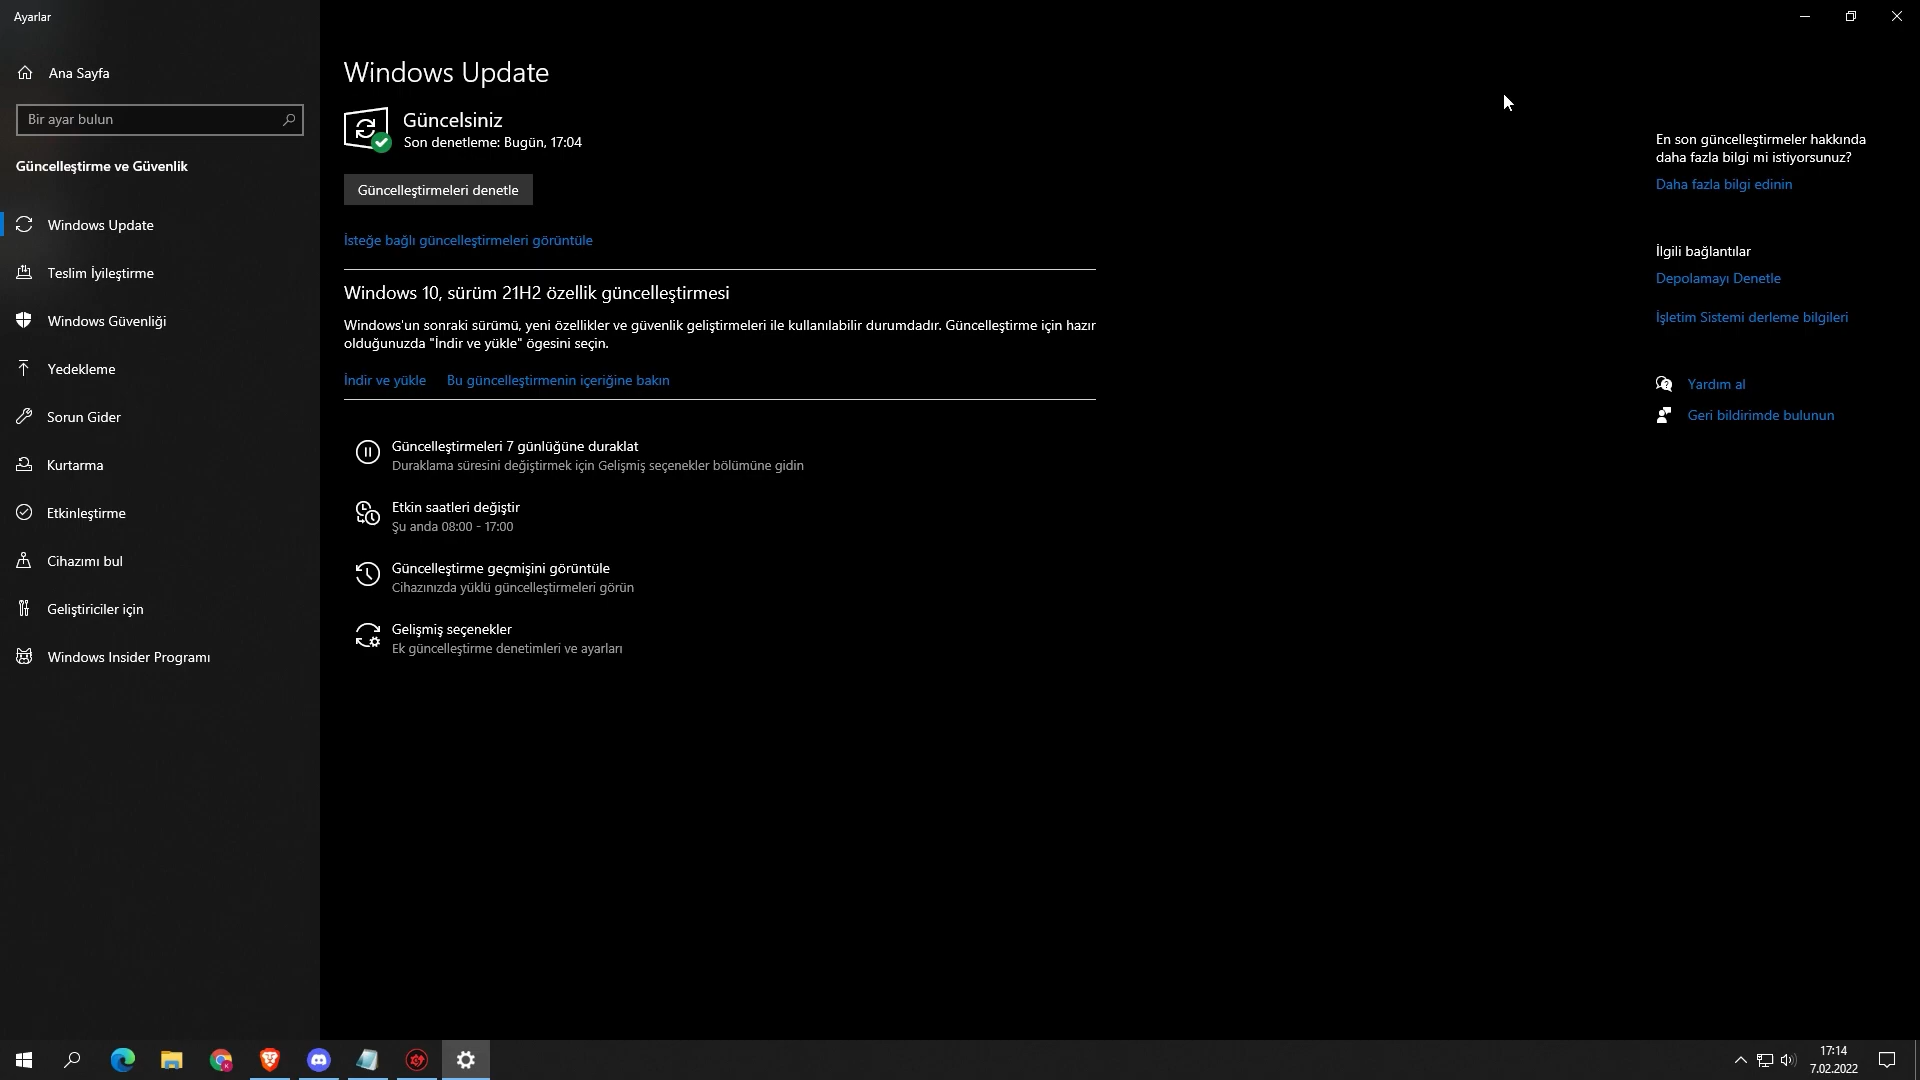 Ayarlar
Ana Sayfa
Bir ayar bulun
Güncelleştirme ve Güvenlik
Windows Update
Teslim İyileştirme
Windows Güvenliği
Yedekleme
Sorun Gider
Kurtarma
Etkinleştirme
Cihazımı bul
Geliştiriciler için
Windows Insider Programı
Windows Update
Güncelsiniz
Son denetleme: Bugün, 17:04
Güncelleştirmeleri denetle
İsteğe bağlı güncelleştirmeleri görüntüle
Windows 10, sürüm 21H2 özellik güncelleştirmesi
Windows'un sonraki sürümü, yeni özellikler ve güvenlik geliştirmeleri ile kullanılabilir durumdadır. Güncelleştirme için hazır
olduğunuzda "İndir ve yükle" ögesini seçin.
İndir ve yükle Bu güncelleştirmenin içeriğine bakın
Güncelleştirmeleri 7 günlüğüne duraklat
Duraklama süresini değiştirmek için Gelişmiş seçenekler bölümüne gidin
Etkin saatleri değiştir
Şu anda 08:00 - 17:00
Güncelleştirme geçmişini görüntüle
Cihazınızda yüklü güncelleştirmeleri görün
Gelişmiş seçenekler
Ek güncelleştirme denetimleri ve ayarları
En son güncelleştirmeler hakkında
daha fazla bilgi mi istiyorsunuz?
Daha fazla bilgi edinin
İlgili bağlantılar
Depolamayı Denetle
İşletim Sistemi derleme bilgileri
Yardım al
Geri bildirimde bulunun
17:14
7.02.2022